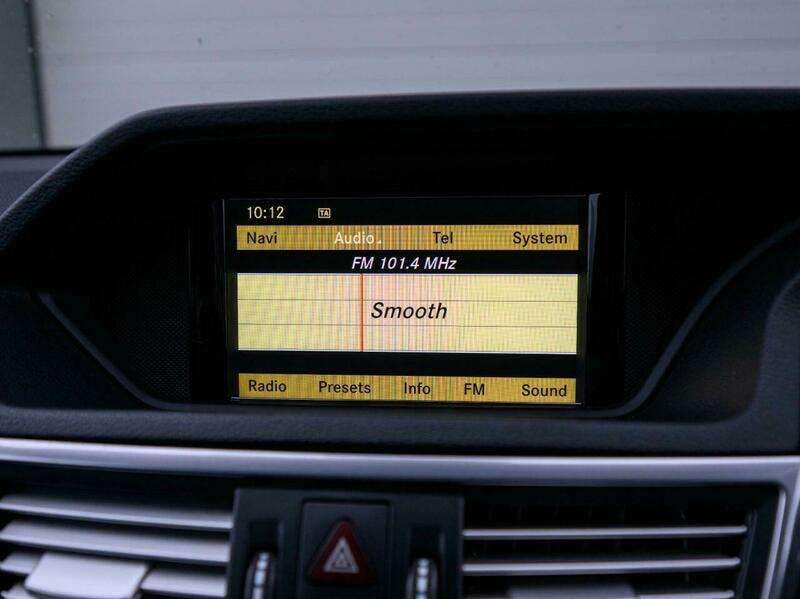 10:12 TA
Navi Audio Tel System
FM 101.4 MHz
Smooth
Radio Presets Info FM Sound